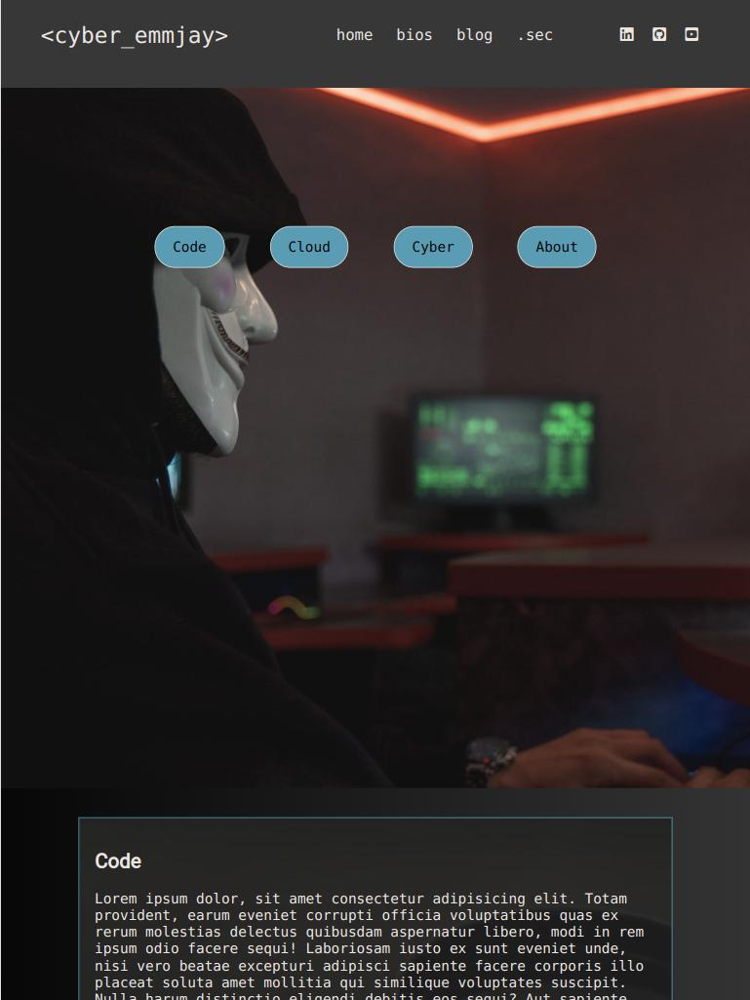 <cyber_emmjay>
home bios blog .sec
Code Cloud Cyber About
Code
Lorem ipsum dolor, sit amet consectetur adipisicing elit. Totam
provident, earum eveniet corrupti officia voluptatibus quas ex
rerum molestias delectus quibusdam aspernatur libero, modi in rem
ipsum odio facere sequi! Laboriosam iusto ex sunt eveniet unde,
nisi vero beatae excepturi adipisci sapiente facere corporis illo
placeat soluta amet mollitia qui similique voluptates suscipit.
Nulla harum distinctio eligendi debitis eos sequi? Aut sapiente